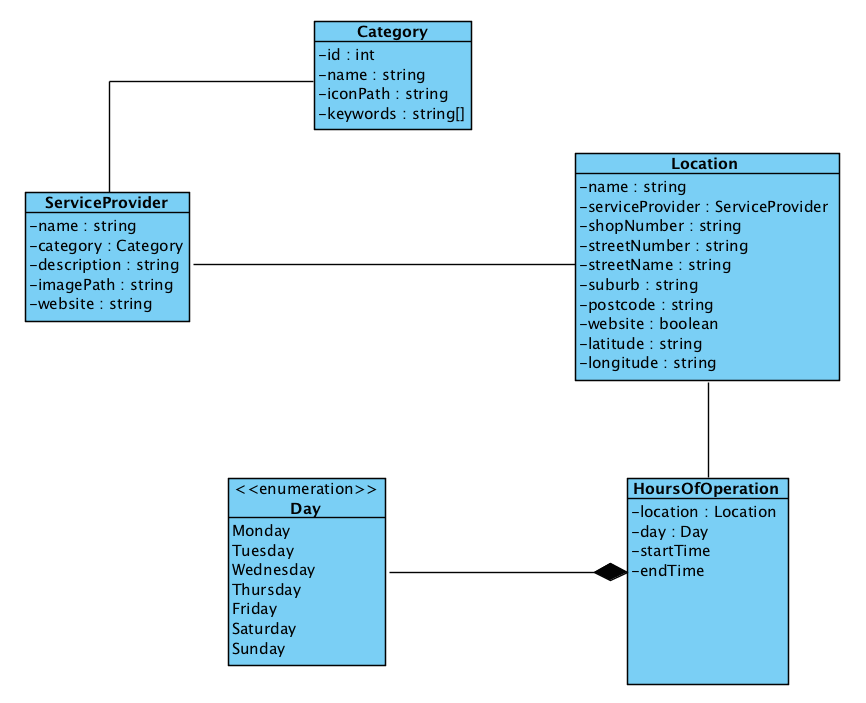 Category
-id : int
-name : string
-iconPath : string
-keywords : string[]
Location
-name : string
-serviceProvider : ServiceProvider
-shopNumber : string
-streetNumber : string
-streetName : string
-suburb : string
-postcode : string
-website : boolean
-latitude : string
-longitude : string
ServiceProvider
-name : string
-category : Category
-description : string
-imagePath : string
-website : string
<<enumeration>>
Day
Monday
Tuesday
Wednesday
Thursday
Friday
Saturday
Sunday
HoursOfOperation
-location : Location
-day : Day
-startTime
-endTime